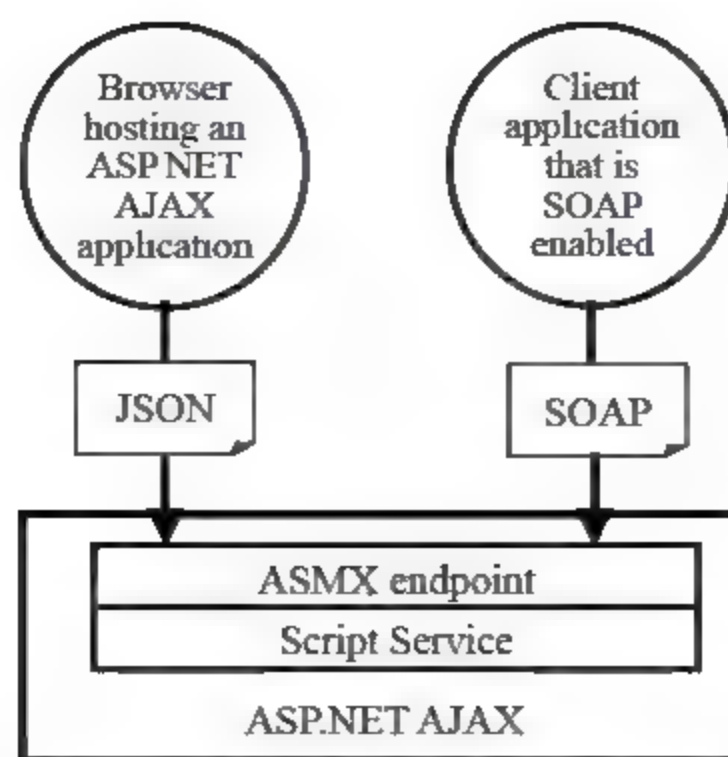 Browser
hosting an
ASP NET
AJAX
application
Client
application
that is
SOAP
enabled
JSON
SOAP
ASMX endpoint
Script Service
ASP.NET AJAX